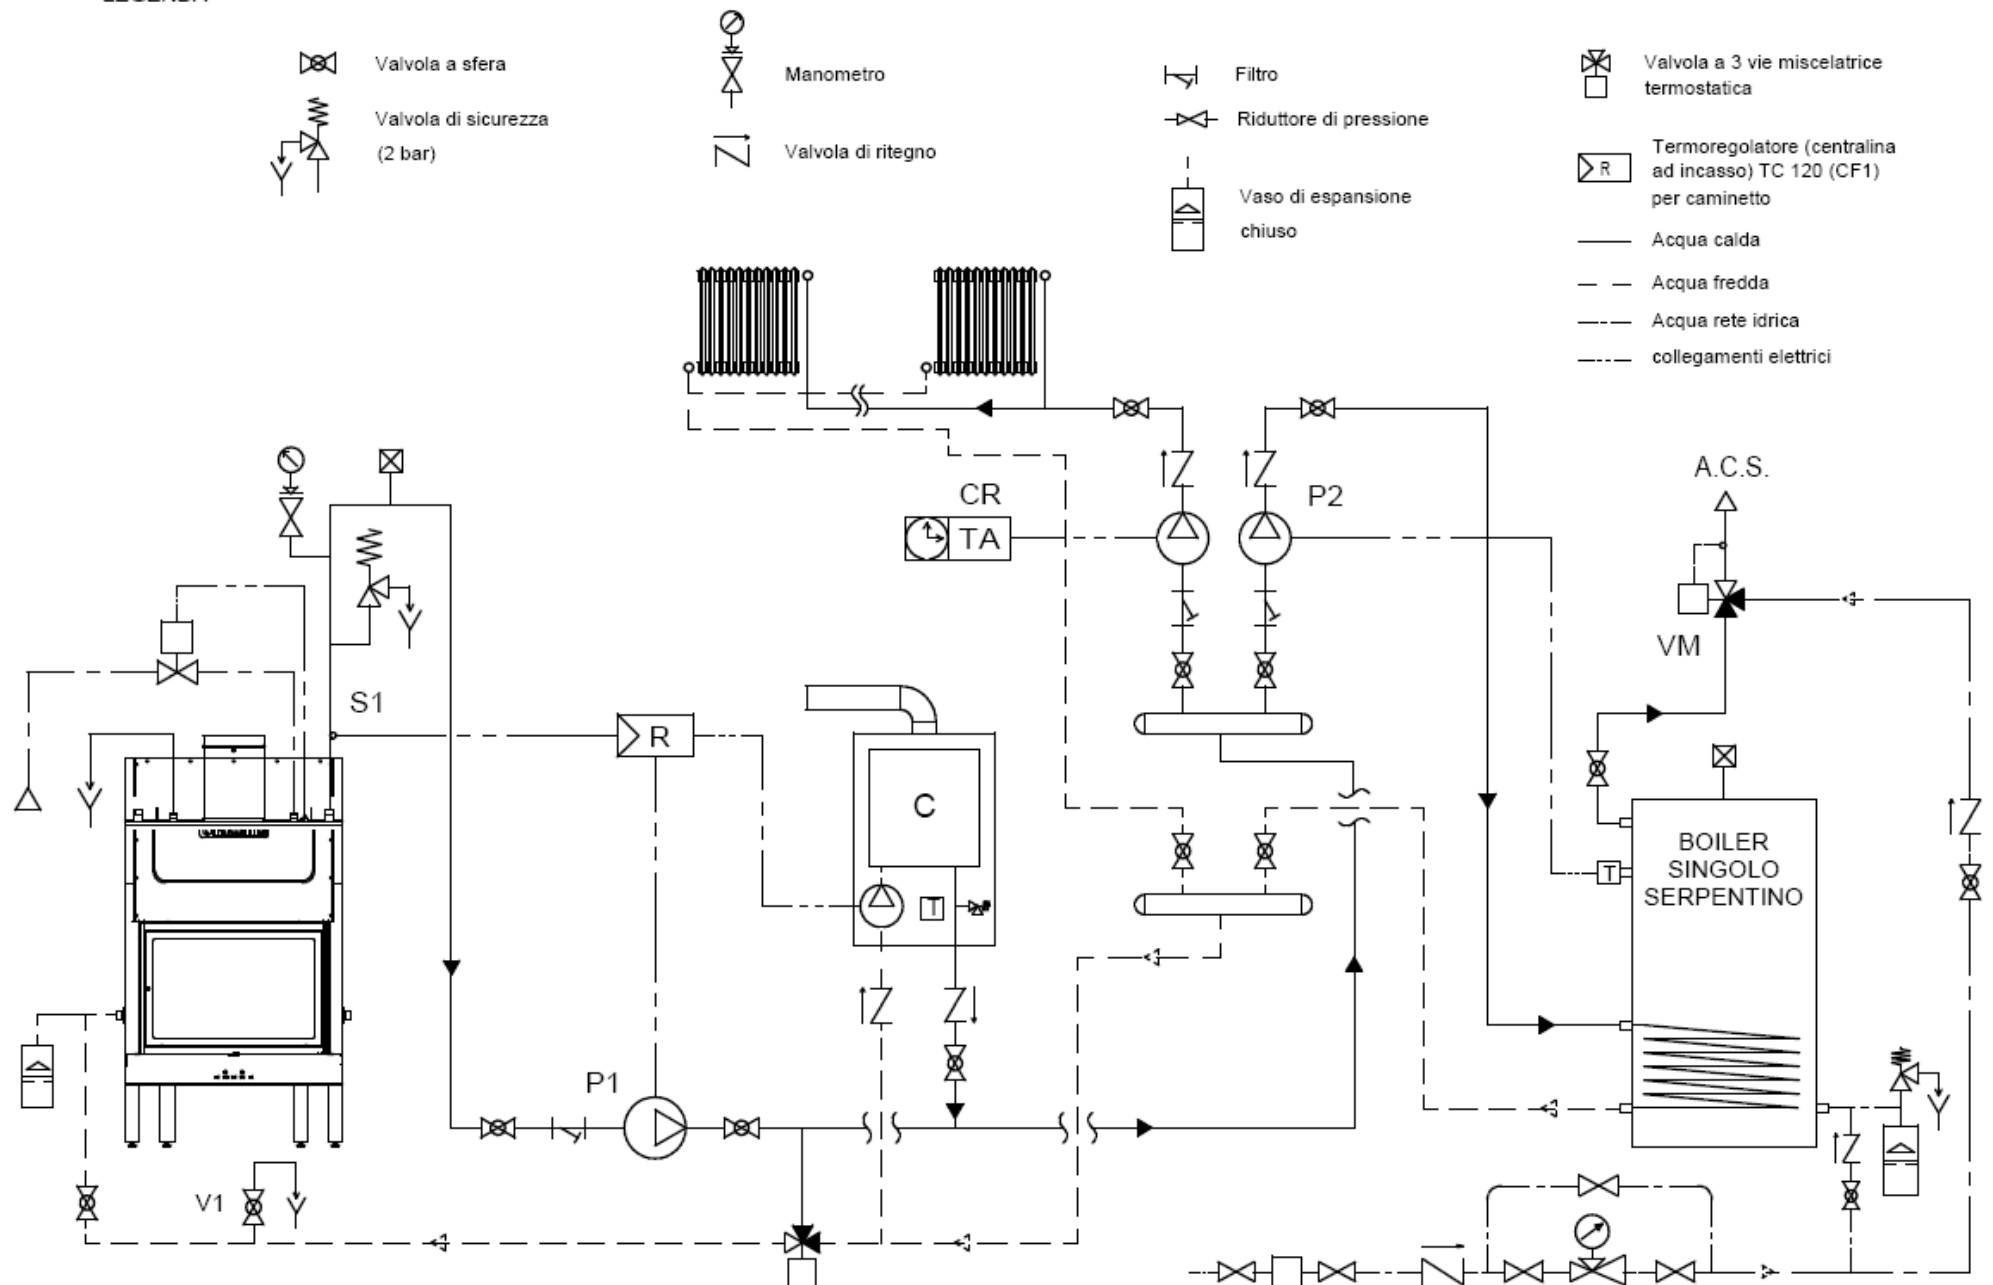 Valvola a sfera
Valvola di sicurezza
(2 bar)
Manometro
Valvola di ritegno
Filtro
Riduttore di pressione
Vaso di espansione
chiuso
Valvola a 3 vie miscelatrice
termostatica
R
Termoregolatore (centralina
ad incasso) TC 120 (CF1)
per caminetto
Acqua calda
Acqua fredda
Acqua rete idrica
collegamenti elettrici
A.C.S.
CR
TA
P2
VM
S1
R
C
T
BOILER
SINGOLO
SERPENTINO
T
P1
V1